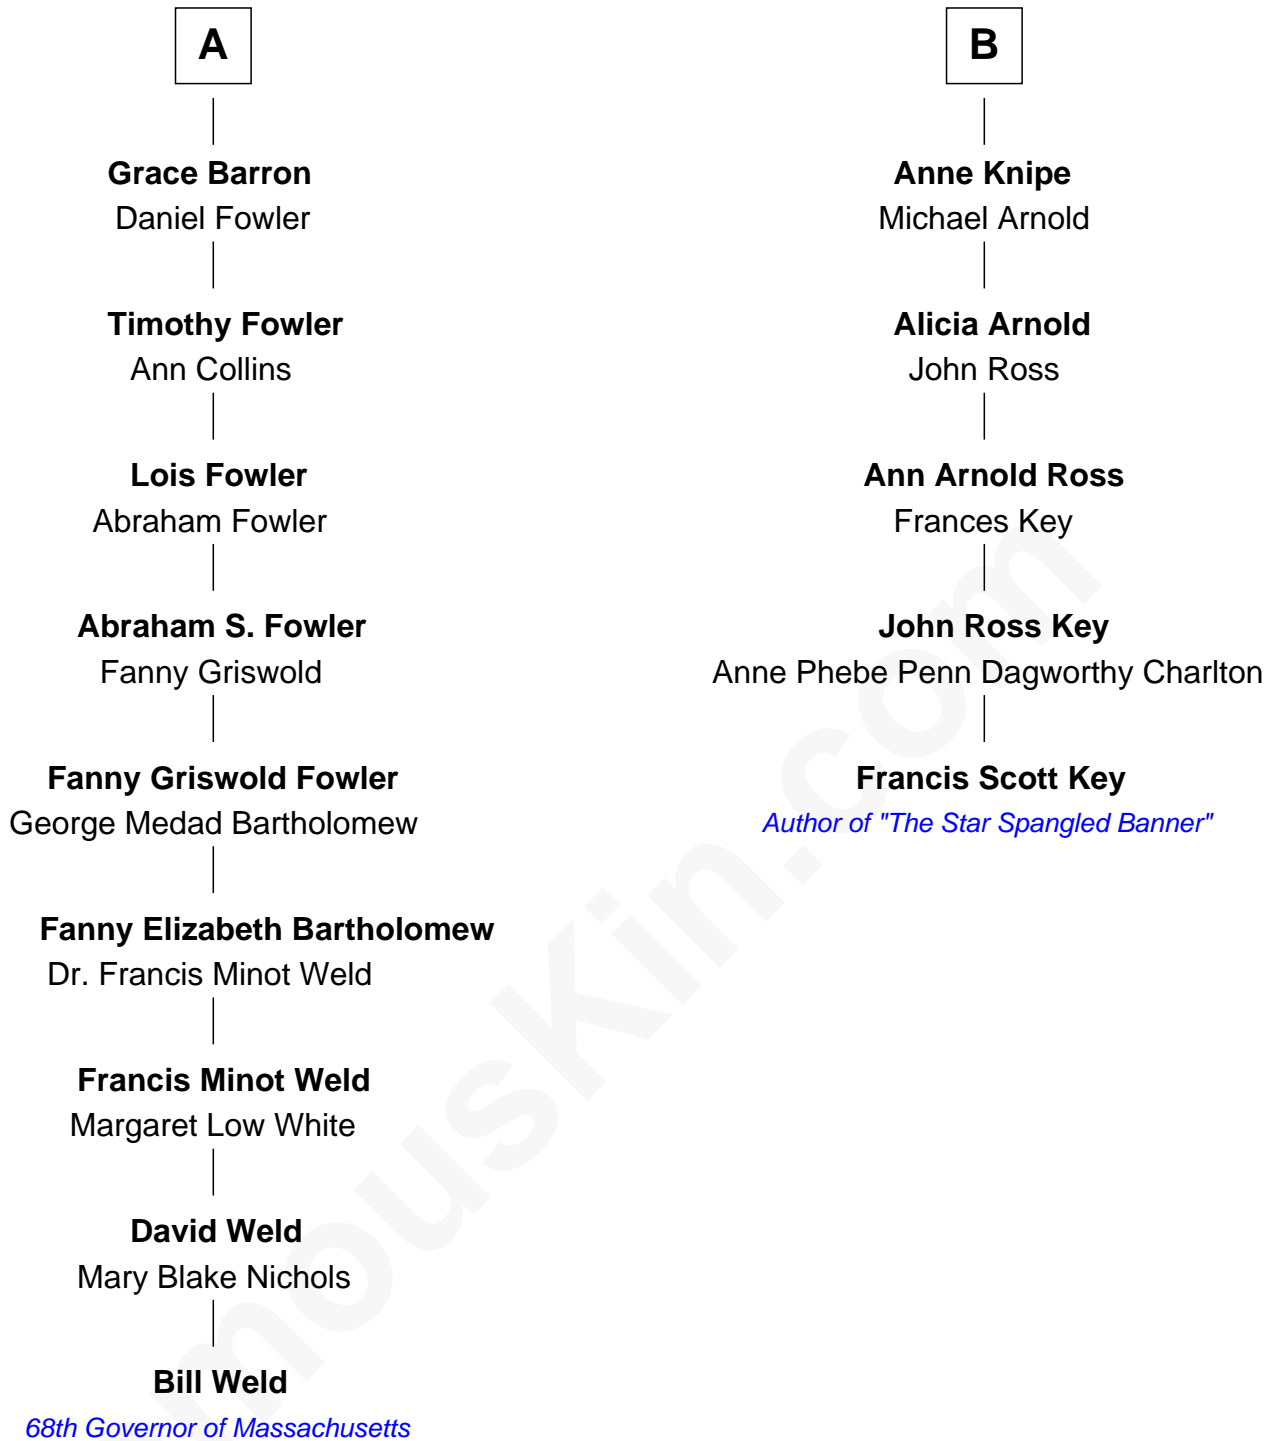 A
Grace Barron
Daniel Fowler
Timothy Fowler
Ann Collins
Lois Fowler
Abraham Fowler
Abraham S. Fowler
Fanny Griswold
Fanny Griswold Fowler
George Medad Bartholomew
Fanny Elizabeth Bartholomew
Dr. Francis Minot Weld
Francis Minot Weld
Margaret Low White
David Weld
Mary Blake Nichols
Bill Weld
68th Governor of Massachusetts
B
Anne Knipe
Michael Arnold
Alicia Arnold
John Ross
Ann Arnold Ross
Frances Key
John Ross Key
Anne Phebe Penn Dagworthy Charlton
Francis Scott Key
Author of "The Star Spangled Banner"
mouskin.com